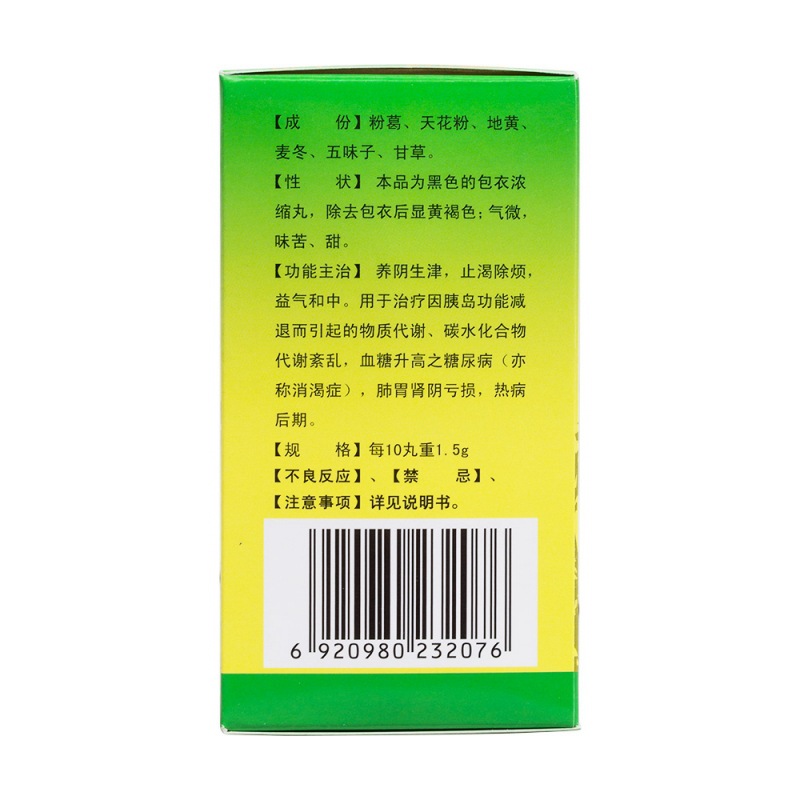 【成　份】粉葛、天花粉、地黄、
麦冬、五味子、甘草。
【性　状】 本品为黑色的包衣浓
缩丸，除去包衣后显黄褐色；气微，
味苦、甜。
【功能主治】 养阴生津，止渴除烦，
益气和中。用于治疗因胰岛功能减
退而引起的物质代谢、碳水化合物
代谢紊乱，血糖升高之糖尿病（亦
称消渴症），肺胃肾阴亏损，热病
后期。
【规　格】每10丸重1.5g
【不良反应】、【禁　忌】、
【注意事项】详见说明书。
6 920980 232076